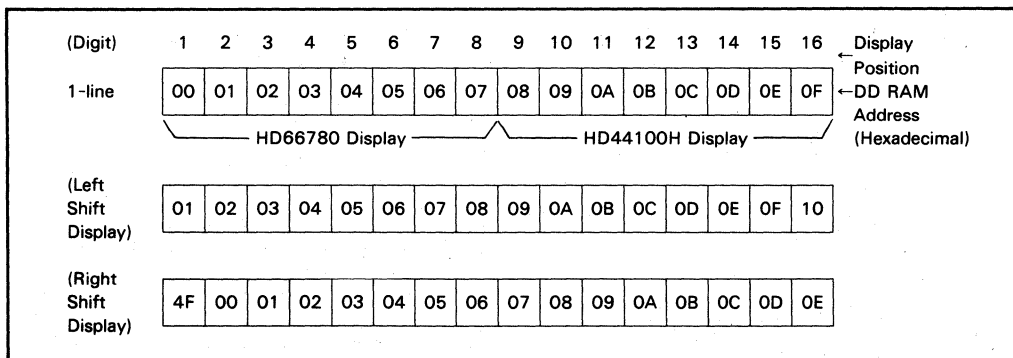 (Digit) 1 2 3 4 5 6 7 8 9 10 11 12 13 14 15 16 Display
←Position
1-line 00 01 02 03 04 05 06 07 08 09 0A 0B 0C 0D 0E 0F ←DD RAM
Address
HD66780 Display HD44100H Display (Hexadecimal)
(Left
Shift 01 02 03 04 05 06 07 08 09 0A 0B 0C 0D 0E 0F 10
Display)
(Right
Shift 4F 00 01 02 03 04 05 06 07 08 09 0A 0B 0C 0D 0E
Display)